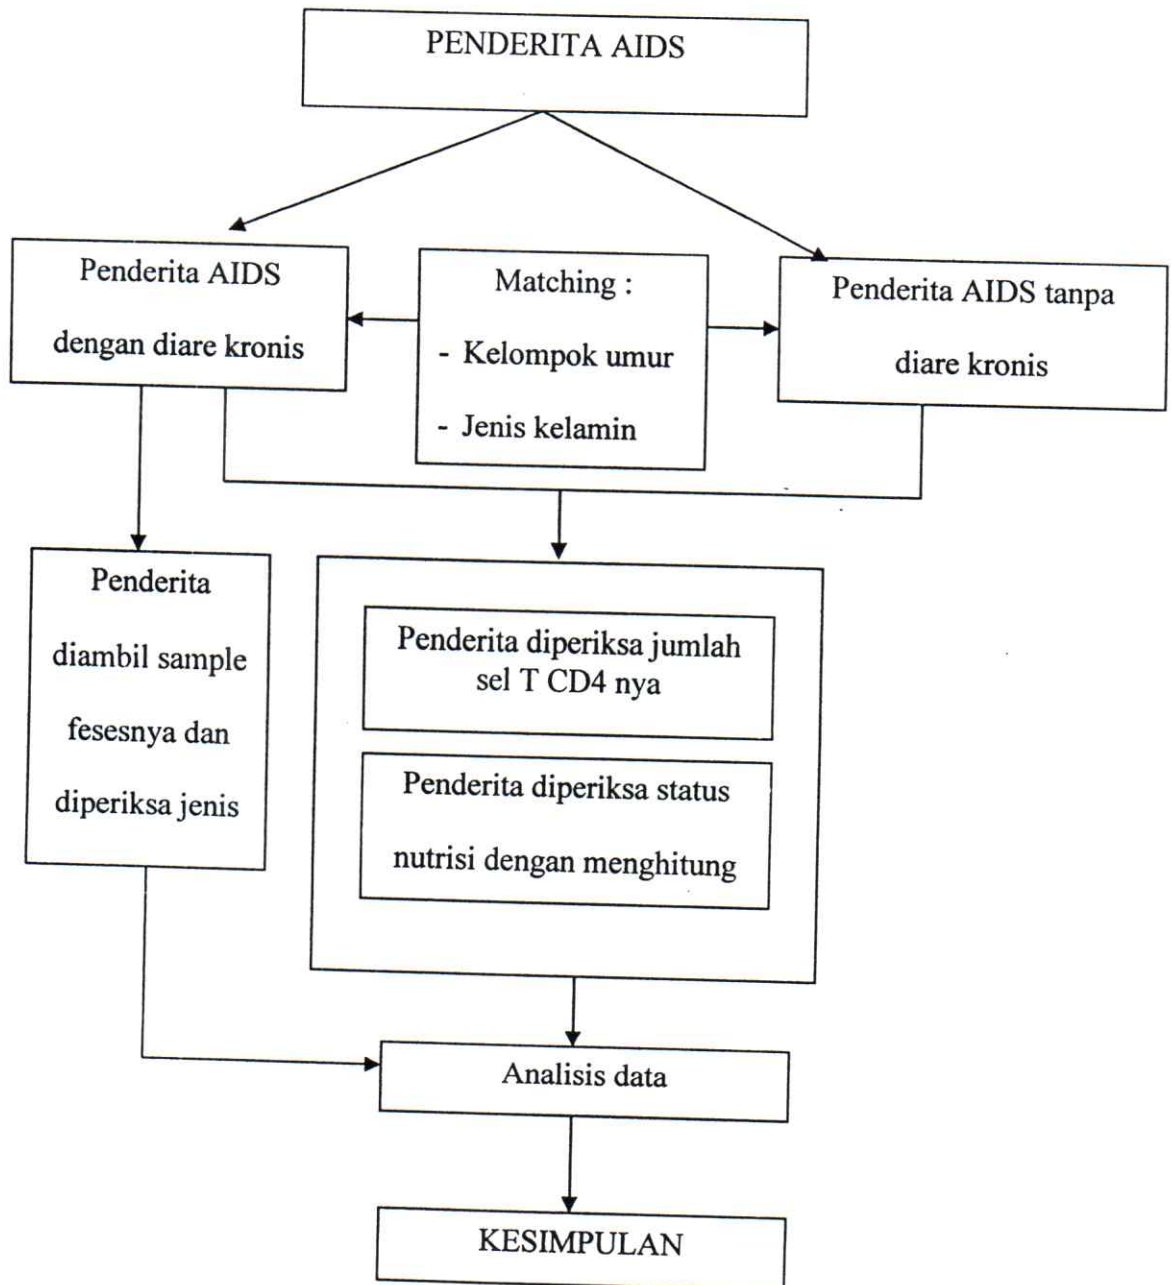 PENDERITA AIDS
Penderita AIDS
dengan diare kronis
Matching :
- Kelompok umur
- Jenis kelamin
Penderita AIDS tanpa
diare kronis
Penderita
diambil sample
fesesnya dan
diperiksa jenis
Penderita diperiksa jumlah
sel T CD4 nya
Penderita diperiksa status
nutrisi dengan menghitung
Analisis data
KESIMPULAN